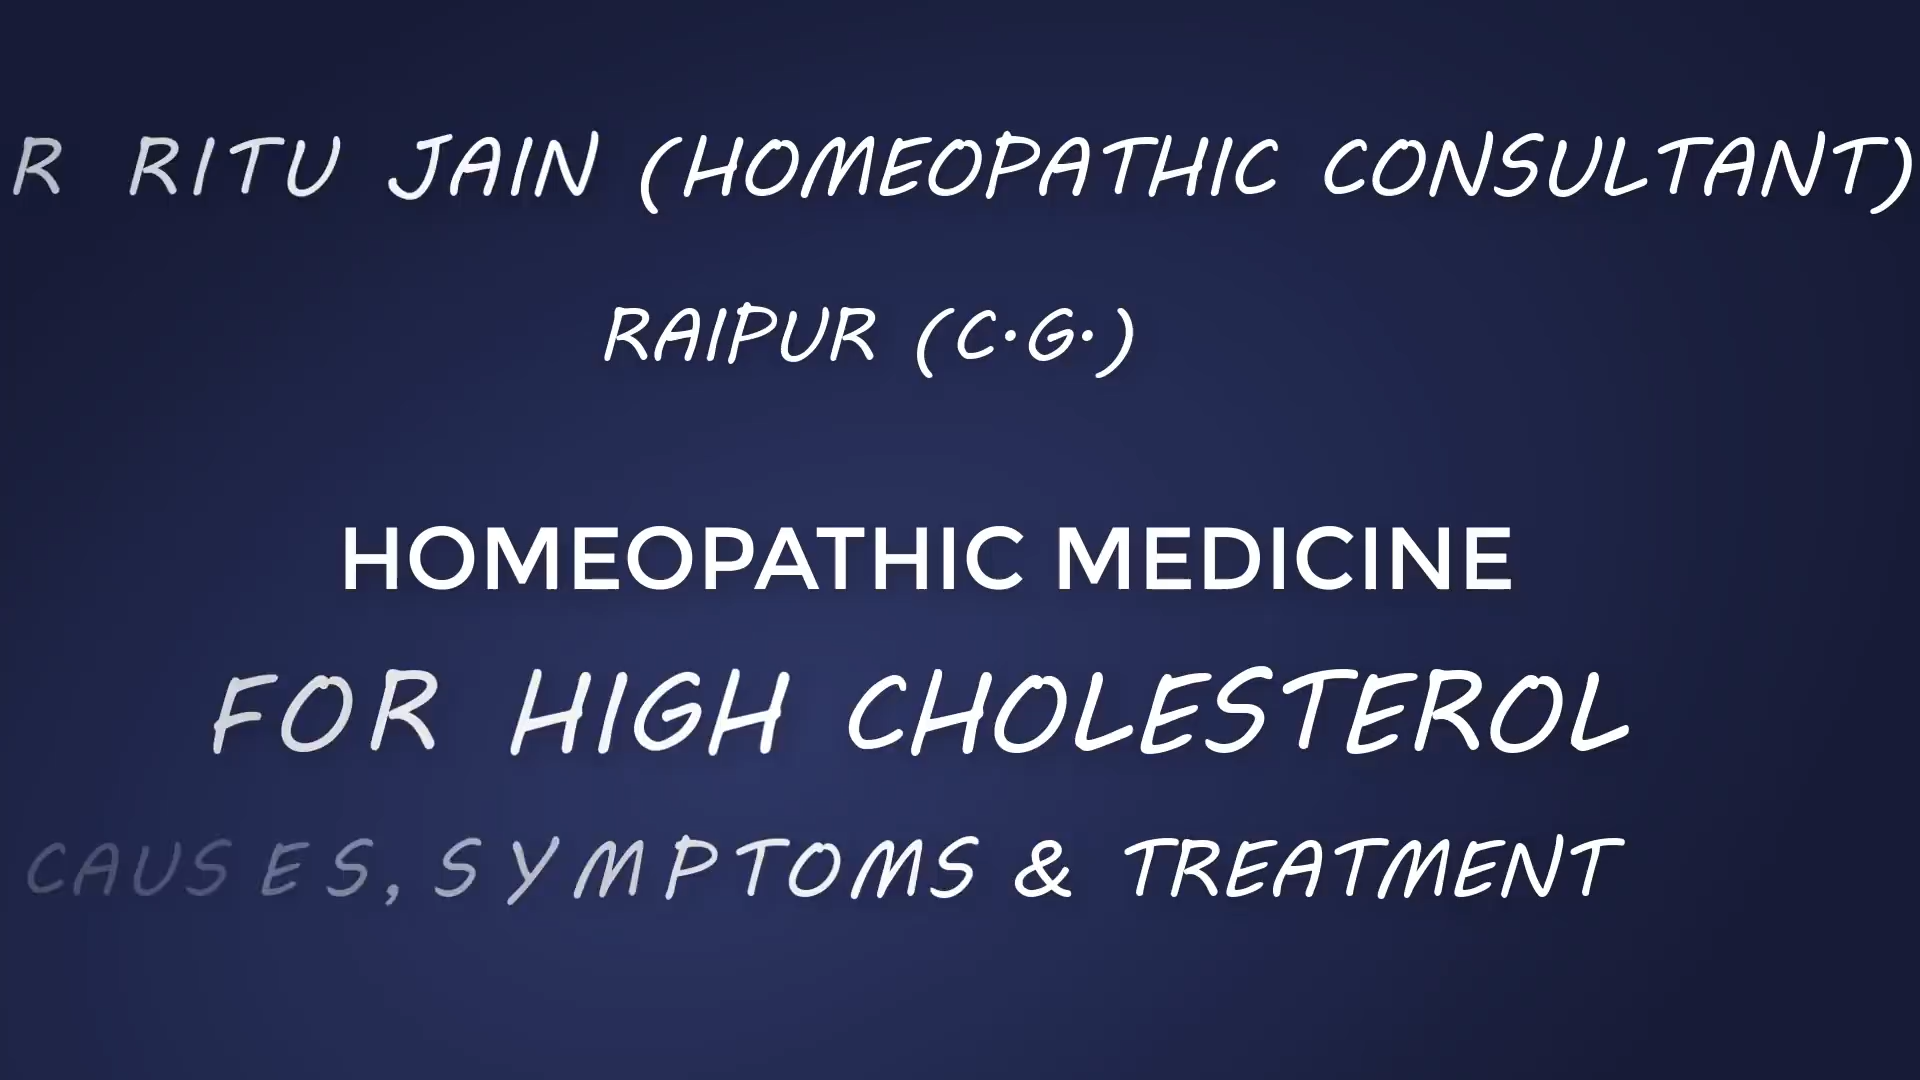 R RITU JAIN (HOMEOPATHIC CONSULTANT)
RAIPUR (C.G.)
HOMEOPATHIC MEDICINE
FOR HIGH CHOLESTEROL
CAUSES, SYMPTOMS & TREATMENT